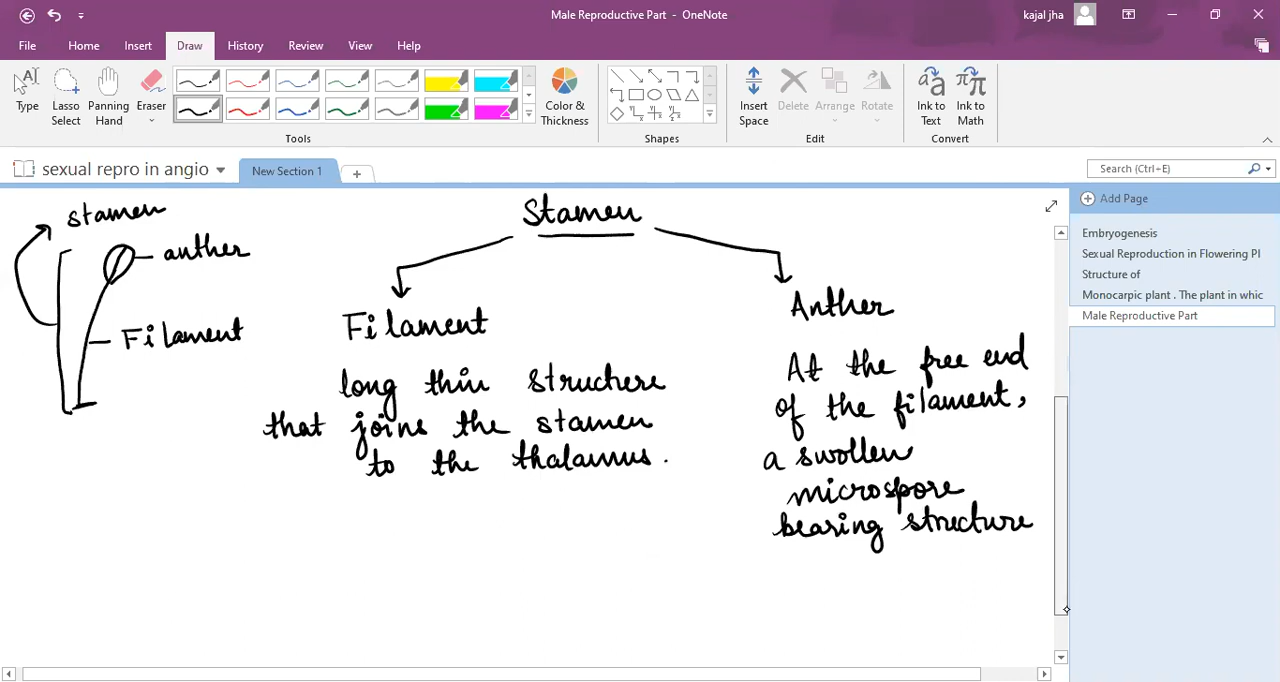 Male Reproductive Part - OneNote
kajal jha
File Home Insert Draw History Review View Help
Type
Lasso Select
Panning Hand
Eraser
Color & Thickness
Insert Space
Delete
Arrange
Rotate
Ink to Text
Ink to Math
Tools
Shapes
Edit
Convert
sexual repro in angio
New Section 1
Search (Ctrl+E)
Add Page
Embryogenesis
Sexual Reproduction in Flowering Pl
Structure of
Monocarpic plant . The plant in whic
Male Reproductive Part
stamen
anther
Filament
Stamen
Filament
long thin structure
that joins the stamen
to the thalamus.
Anther
At the free end
of the filament,
a swollen
microspore
bearing structure